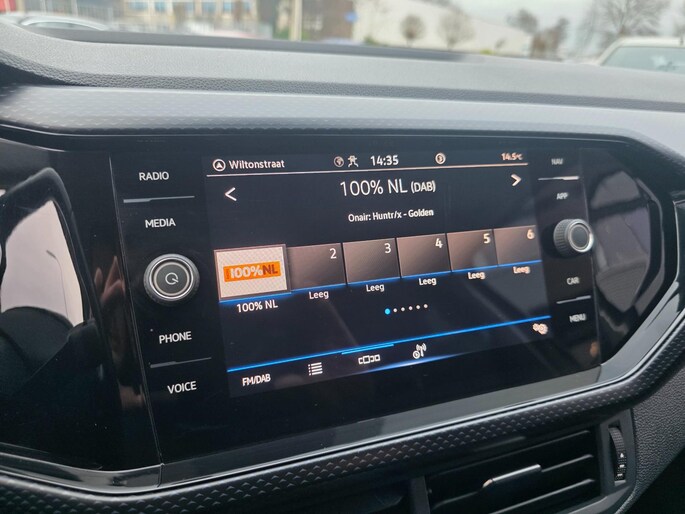 RADIO
MEDIA
PHONE
VOICE
Wiltonstraat 14:35 14.5°C
100% NL (DAB)
Onair: Huntr/x - Golden
100%NL 2 3 4 5 6
100% NL Leeg Leeg Leeg Leeg Leeg
FM/DAB
NAV
APP
CAR
MENU